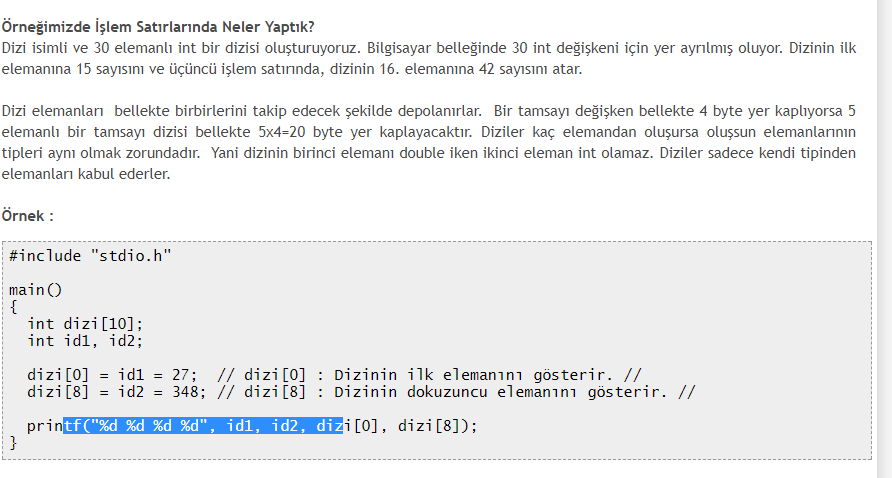 Örneğimizde İşlem Satırlarında Neler Yaptık?
Dizi isimli ve 30 elemanlı int bir dizisi oluşturuyoruz. Bilgisayar belleğinde 30 int değişkeni için yer ayrılmış oluyor. Dizinin ilk
elemanına 15 sayısını ve üçüncü işlem satırında, dizinin 16. elemanına 42 sayısını atar.
Dizi elemanları bellekte birbirlerini takip edecek şekilde depolanırlar. Bir tamsayı değişken bellekte 4 byte yer kaplıyorsa 5
elemanlı bir tamsayı dizisi bellekte 5x4=20 byte yer kaplayacaktır. Diziler kaç elemandan oluşursa oluşsun elemanlarının
tipleri aynı olmak zorundadır. Yani dizinin birinci elemanı double iken ikinci eleman int olamaz. Diziler sadece kendi tipinden
elemanları kabul ederler.
Örnek :
#include "stdio.h"
main()
{
int dizi[10];
int id1, id2;
dizi[0] = id1 = 27; // dizi[0] : Dizinin ilk elemanını gösterir. //
dizi[8] = id2 = 348; // dizi[8] : Dizinin dokuzuncu elemanını gösterir. //
printf("%d %d %d %d", id1, id2, dizi[0], dizi[8]);
}